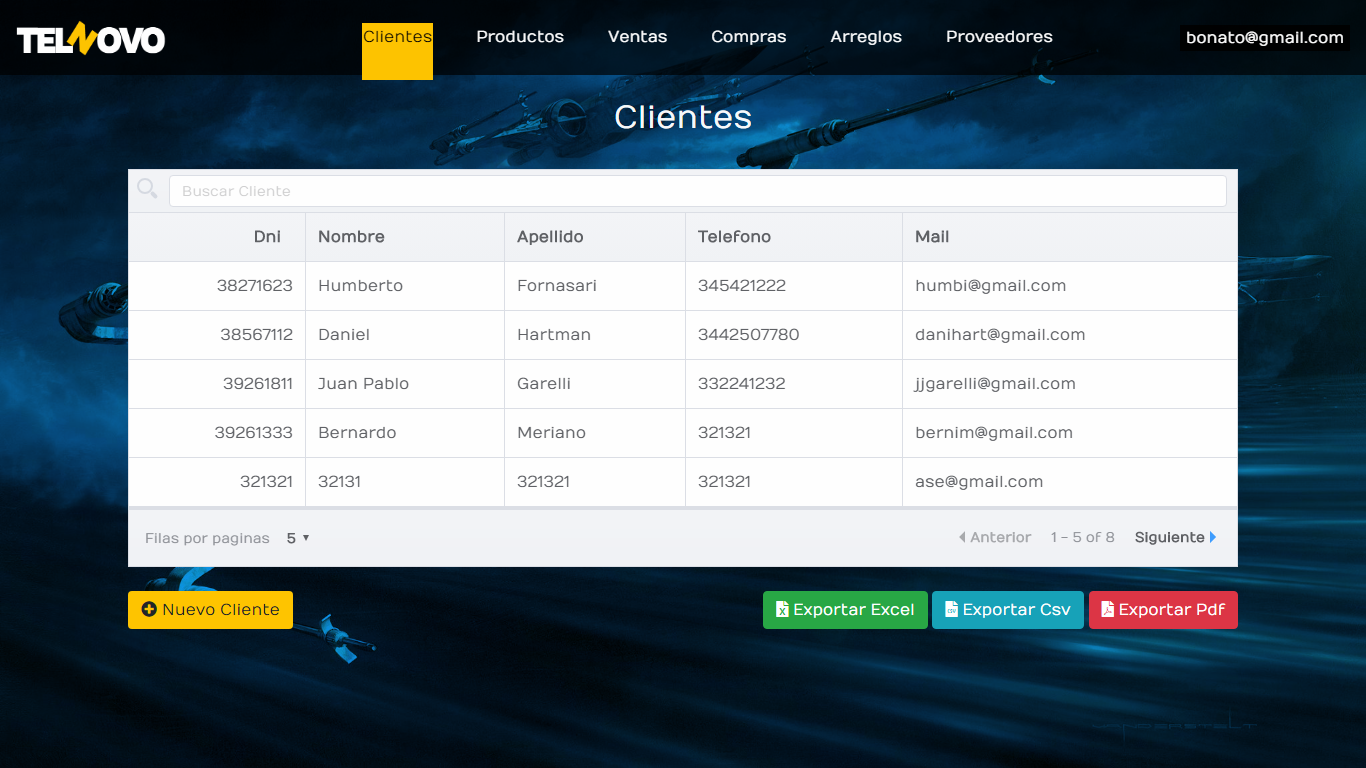 TELNOVO Clientes Productos Ventas Compras Arreglos Proveedores bonato@gmail.com
Clientes
Buscar Cliente
Dni Nombre Apellido Telefono Mail
38271623 Humberto Fornasari 345421222 humbi@gmail.com
38567112 Daniel Hartman 3442507780 danihart@gmail.com
39261811 Juan Pablo Garelli 332241232 jjgarelli@gmail.com
39261333 Bernardo Meriano 321321 bernim@gmail.com
321321 32131 321321 321321 ase@gmail.com
Filas por paginas 5 Anterior 1 - 5 of 8 Siguiente
Nuevo Cliente Exportar Excel Exportar Csv Exportar Pdf